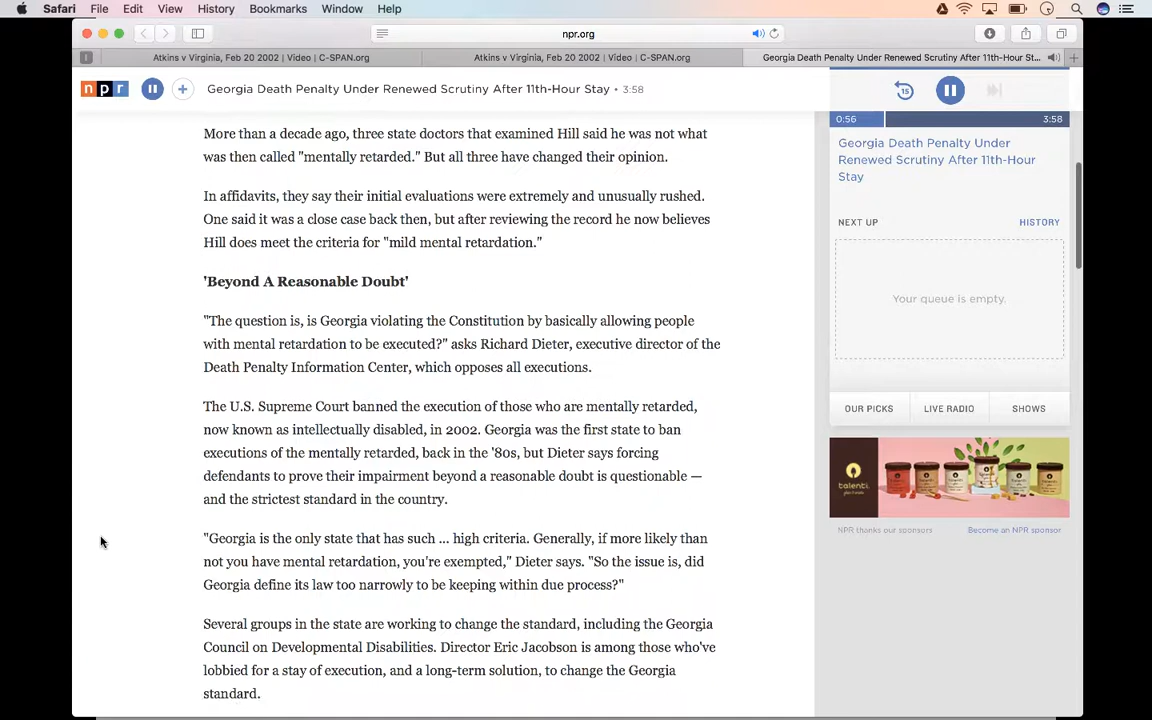 Safari File Edit View History Bookmarks Window Help
npr.org
Atkins v Virginia, Feb 20 2002 | Video | C-SPAN.org
Atkins v Virginia, Feb 20 2002 | Video | C-SPAN.org
Georgia Death Penalty Under Renewed Scrutiny After 11th-Hour St...
npr
Georgia Death Penalty Under Renewed Scrutiny After 11th-Hour Stay • 3:58
More than a decade ago, three state doctors that examined Hill said he was not what
was then called "mentally retarded." But all three have changed their opinion.
In affidavits, they say their initial evaluations were extremely and unusually rushed.
One said it was a close case back then, but after reviewing the record he now believes
Hill does meet the criteria for "mild mental retardation."
'Beyond A Reasonable Doubt'
"The question is, is Georgia violating the Constitution by basically allowing people
with mental retardation to be executed?" asks Richard Dieter, executive director of the
Death Penalty Information Center, which opposes all executions.
The U.S. Supreme Court banned the execution of those who are mentally retarded,
now known as intellectually disabled, in 2002. Georgia was the first state to ban
executions of the mentally retarded, back in the '80s, but Dieter says forcing
defendants to prove their impairment beyond a reasonable doubt is questionable —
and the strictest standard in the country.
"Georgia is the only state that has such ... high criteria. Generally, if more likely than
not you have mental retardation, you're exempted," Dieter says. "So the issue is, did
Georgia define its law too narrowly to be keeping within due process?"
Several groups in the state are working to change the standard, including the Georgia
Council on Developmental Disabilities. Director Eric Jacobson is among those who've
lobbied for a stay of execution, and a long-term solution, to change the Georgia
standard.
15
0:56 3:58
Georgia Death Penalty Under
Renewed Scrutiny After 11th-Hour
Stay
NEXT UP HISTORY
Your queue is empty.
OUR PICKS LIVE RADIO SHOWS
talenti
NPR thanks our sponsors Become an NPR sponsor